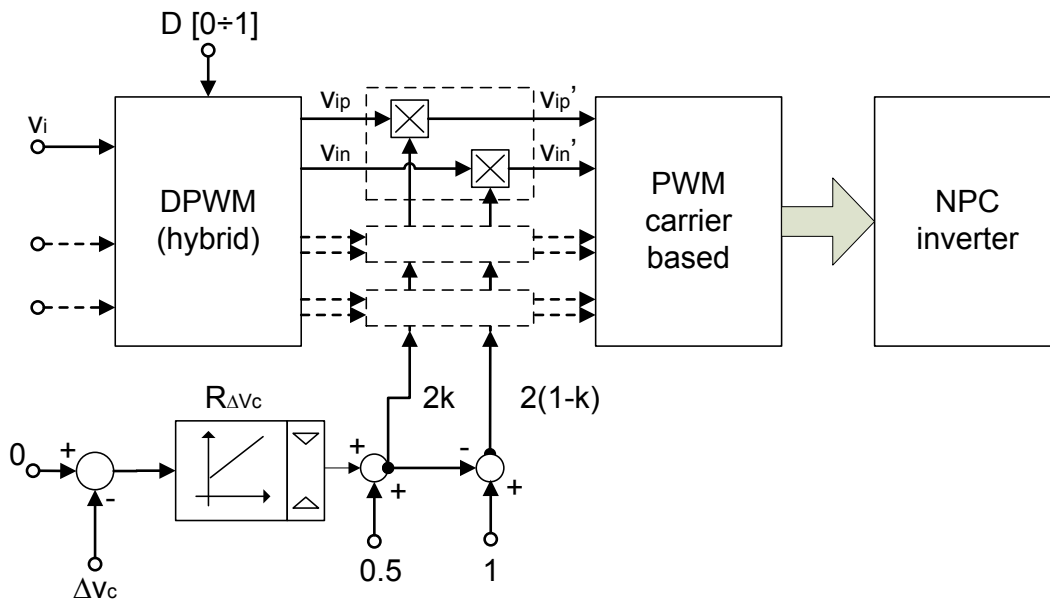 D [0÷1]
vi
vip
vip’
vin
vin’
DPWM
(hybrid)
PWM
carrier
based
NPC
inverter
RΔVc
2k
2(1-k)
0
+
-
+
+
-
+
ΔVc
0.5
1